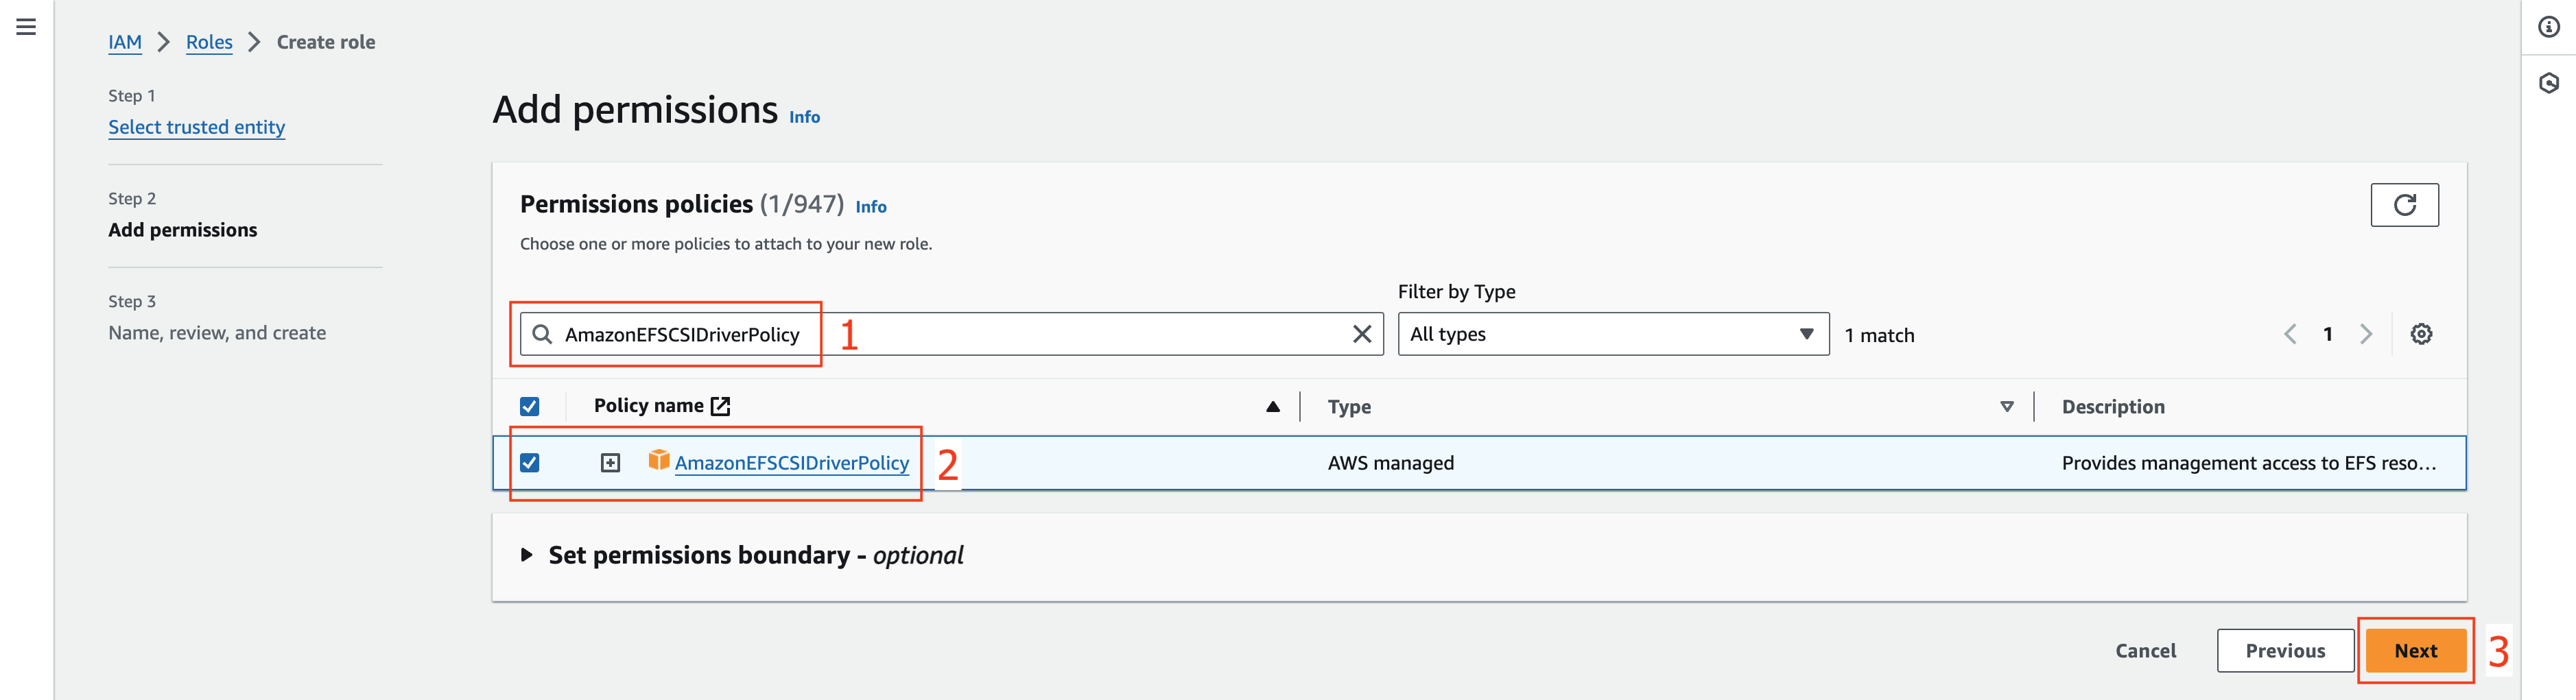 IAM > Roles > Create role
Step 1
Select trusted entity
Step 2
Add permissions
Step 3
Name, review, and create
Add permissions Info
Permissions policies (1/947) Info
Choose one or more policies to attach to your new role.
Filter by Type
AmazonEFSCSIDriverPolicy 1 All types 1 match 1
Policy name Type Description
AmazonEFSCSIDriverPolicy 2 AWS managed Provides management access to EFS reso...
Set permissions boundary - optional
Cancel Previous Next 3